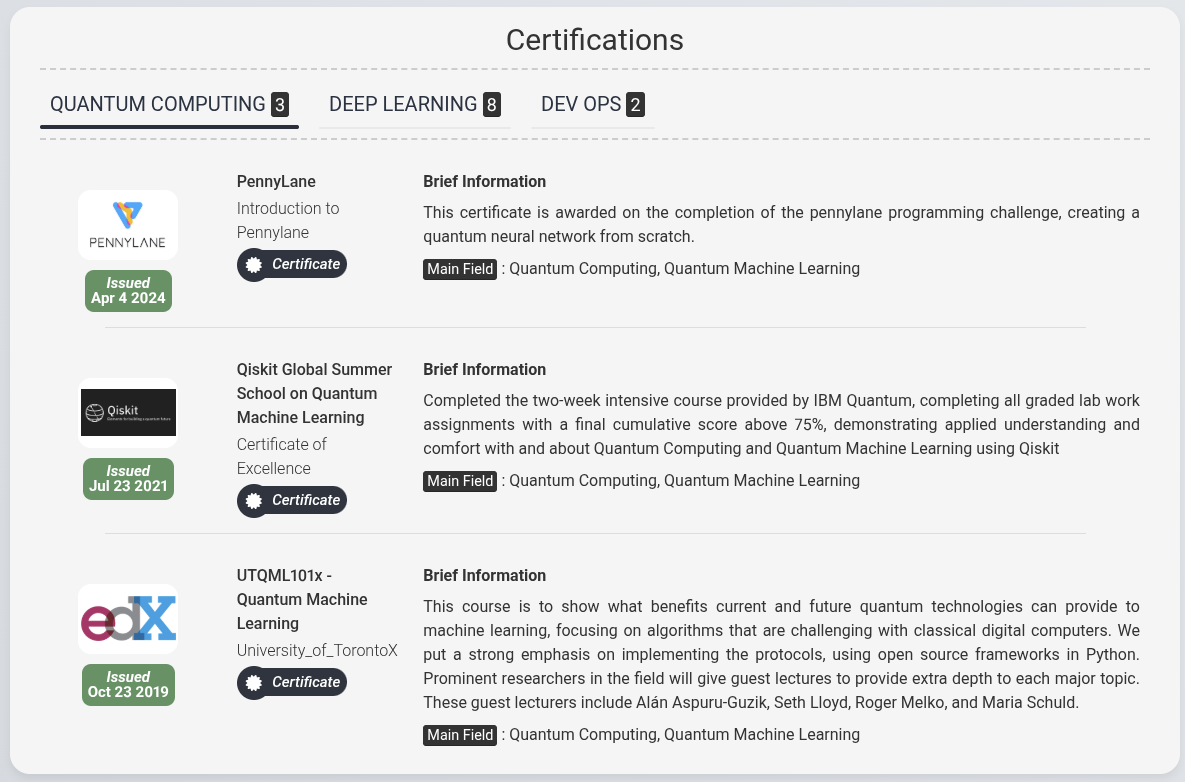 Certifications
QUANTUM COMPUTING 3
DEEP LEARNING 8
DEV OPS 2
PENNYLANE
Issued
Apr 4 2024
PennyLane
Introduction to
Pennylane
Certificate
Brief Information
This certificate is awarded on the completion of the pennylane programming challenge, creating a
quantum neural network from scratch.
Main Field : Quantum Computing, Quantum Machine Learning
Qiskit
Issued
Jul 23 2021
Qiskit Global Summer
School on Quantum
Machine Learning
Certificate of
Excellence
Certificate
Brief Information
Completed the two-week intensive course provided by IBM Quantum, completing all graded lab work
assignments with a final cumulative score above 75%, demonstrating applied understanding and
comfort with and about Quantum Computing and Quantum Machine Learning using Qiskit
Main Field : Quantum Computing, Quantum Machine Learning
edX
Issued
Oct 23 2019
UTQML101x -
Quantum Machine
Learning
University_of_TorontoX
Certificate
Brief Information
This course is to show what benefits current and future quantum technologies can provide to
machine learning, focusing on algorithms that are challenging with classical digital computers. We
put a strong emphasis on implementing the protocols, using open source frameworks in Python.
Prominent researchers in the field will give guest lectures to provide extra depth to each major topic.
These guest lecturers include Alán Aspuru-Guzik, Seth Lloyd, Roger Melko, and Maria Schuld.
Main Field : Quantum Computing, Quantum Machine Learning